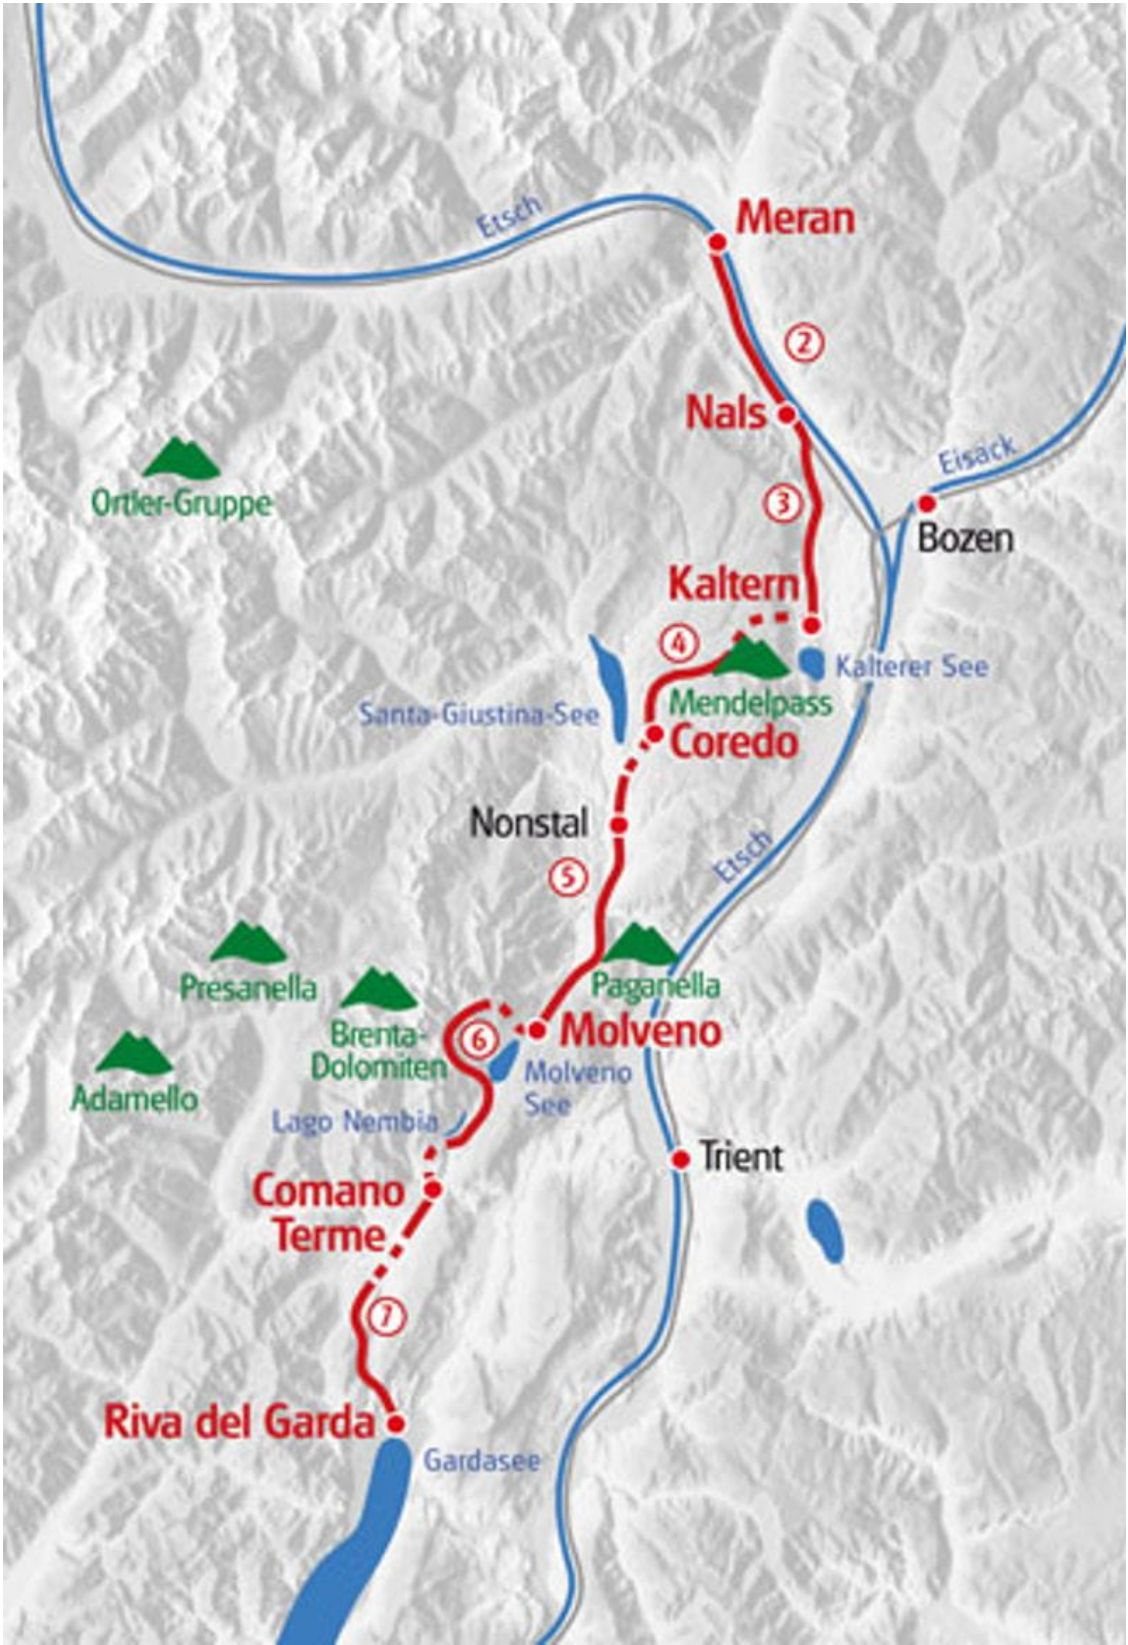 Meran
Etsch
②
Nals
Eisack
Ortler-Gruppe
③
Bozen
Kaltern
④
Kalterer See
Mendelpass
Santa-Giustina-See
Coredo
Nonstal
Etsch
⑤
Presanella
Paganella
Brenta-
Dolomiten
⑥
Molveno
Adamello
Molveno
See
Lago Nembia
Trient
Comano
Terme
⑦
Riva del Garda
Gardasee